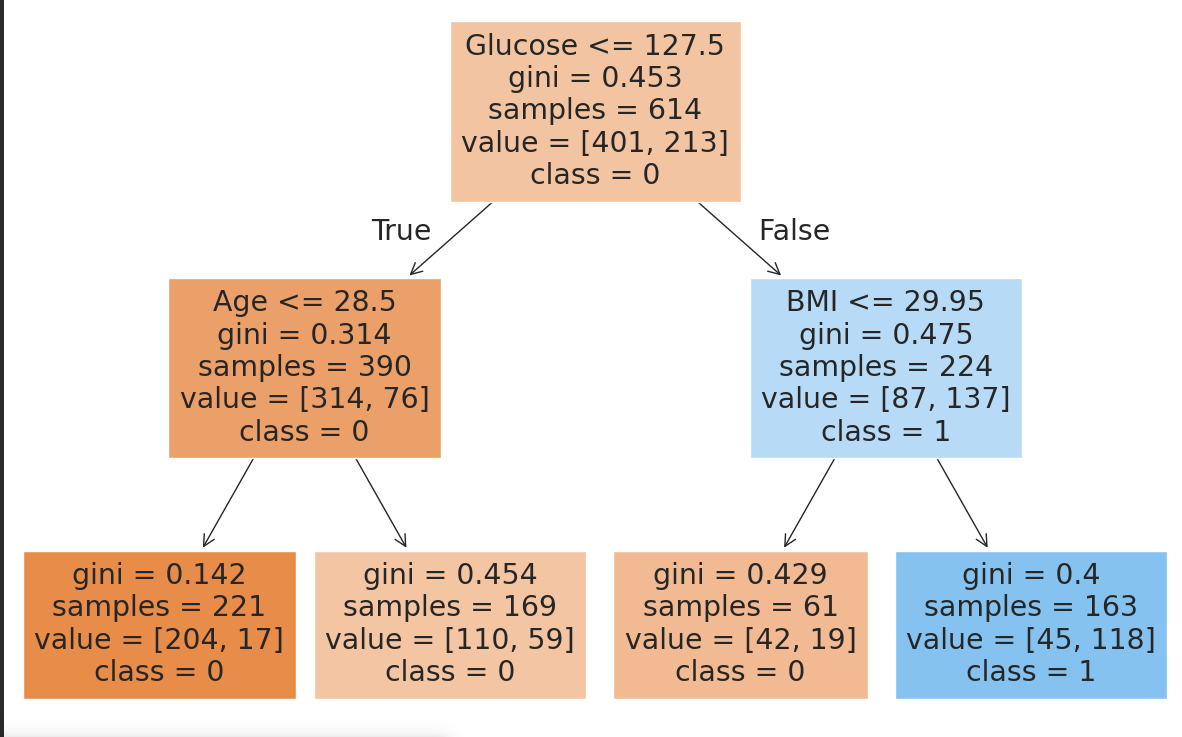 Glucose <= 127.5
gini = 0.453
samples = 614
value = [401, 213]
class = 0
True
False
Age <= 28.5
gini = 0.314
samples = 390
value = [314, 76]
class = 0
BMI <= 29.95
gini = 0.475
samples = 224
value = [87, 137]
class = 1
gini = 0.142
samples = 221
value = [204, 17]
class = 0
gini = 0.454
samples = 169
value = [110, 59]
class = 0
gini = 0.429
samples = 61
value = [42, 19]
class = 0
gini = 0.4
samples = 163
value = [45, 118]
class = 1